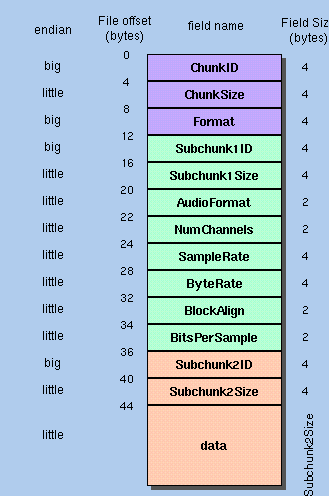 endian File offset (bytes) field name Field Siz (bytes)
0
big ChunkID 4
4
little ChunkSize 4
8
big Format 4
12
big Subchunk1ID 4
16
little Subchunk1Size 4
20
little AudioFormat 2
22
little NumChannels 2
24
little SampleRate 4
28
little ByteRate 4
32
little BlockAlign 2
34
little BitsPerSample 2
36
big Subchunk2ID 4
40
little Subchunk2Size 4
44
little data Subchunk2Size